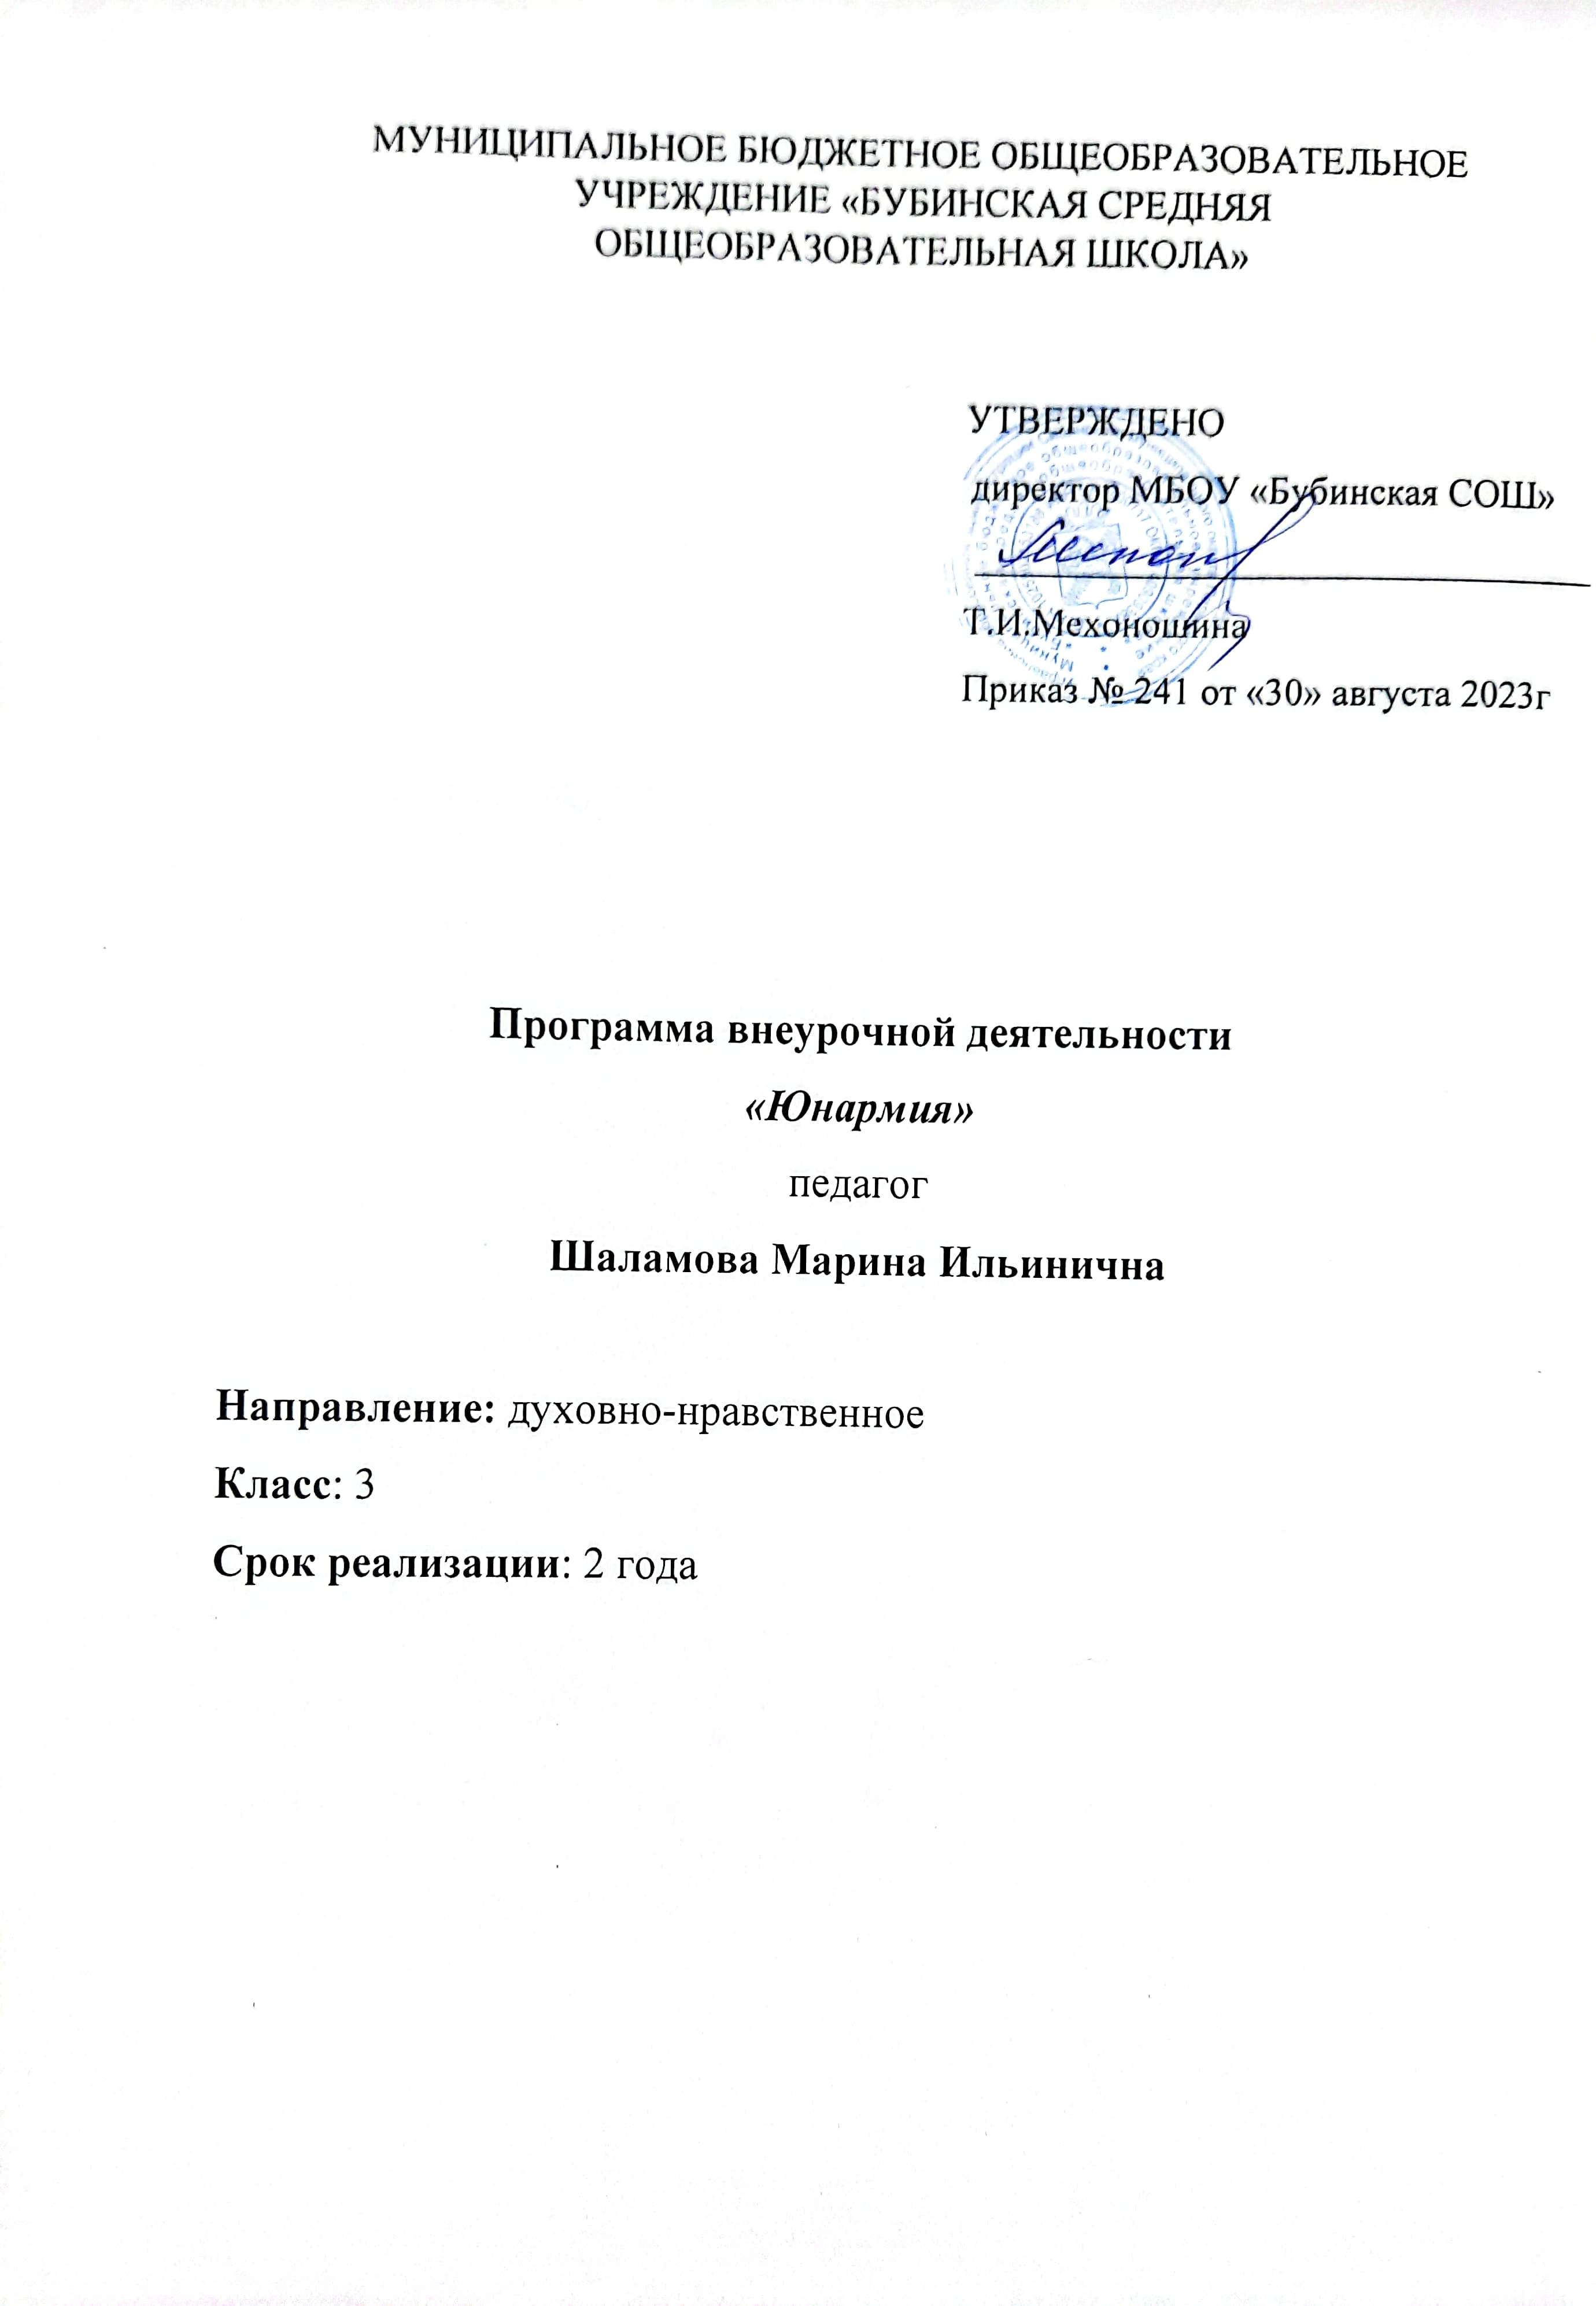 МУНИЦИПАЛЬНОЕ БЮДЖЕТНОЕ ОБЩЕОБРАЗОВАТЕЛЬНОЕ
УЧРЕЖДЕНИЕ «БУБИНСКАЯ СРЕДНЯЯ
ОБЩЕОБРАЗОВАТЕЛЬНАЯ ШКОЛА»
УТВЕРЖДЕНО
директор МБОУ «Бубинская СОШ»
Т.И.Мехоношина
Приказ № 241 от «30» августа 2023г
Программа внеурочной деятельности
«Юнармия»
педагог
Шаламова Марина Ильинична
Направление: духовно-нравственное
Класс: 3
Срок реализации: 2 года